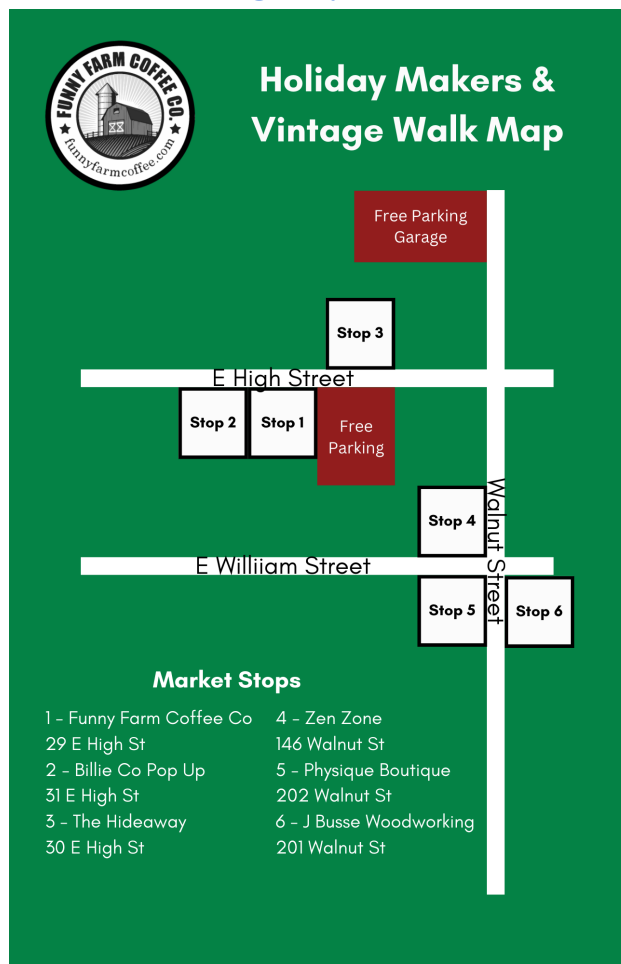 FUNNY FARM COFFEE CO.
funnyfarmcoffee.com
Holiday Makers &
Vintage Walk Map
Free Parking
Garage
Stop 3
E High Street
Stop 2
Stop 1
Free
Parking
Stop 4
Walnut Street
E Williiam Street
Stop 5
Stop 6
Market Stops
1 - Funny Farm Coffee Co
29 E High St
2 - Billie Co Pop Up
31 E High St
3 - The Hideaway
30 E High St
4 - Zen Zone
146 Walnut St
5 - Physique Boutique
202 Walnut St
6 - J Busse Woodworking
201 Walnut St